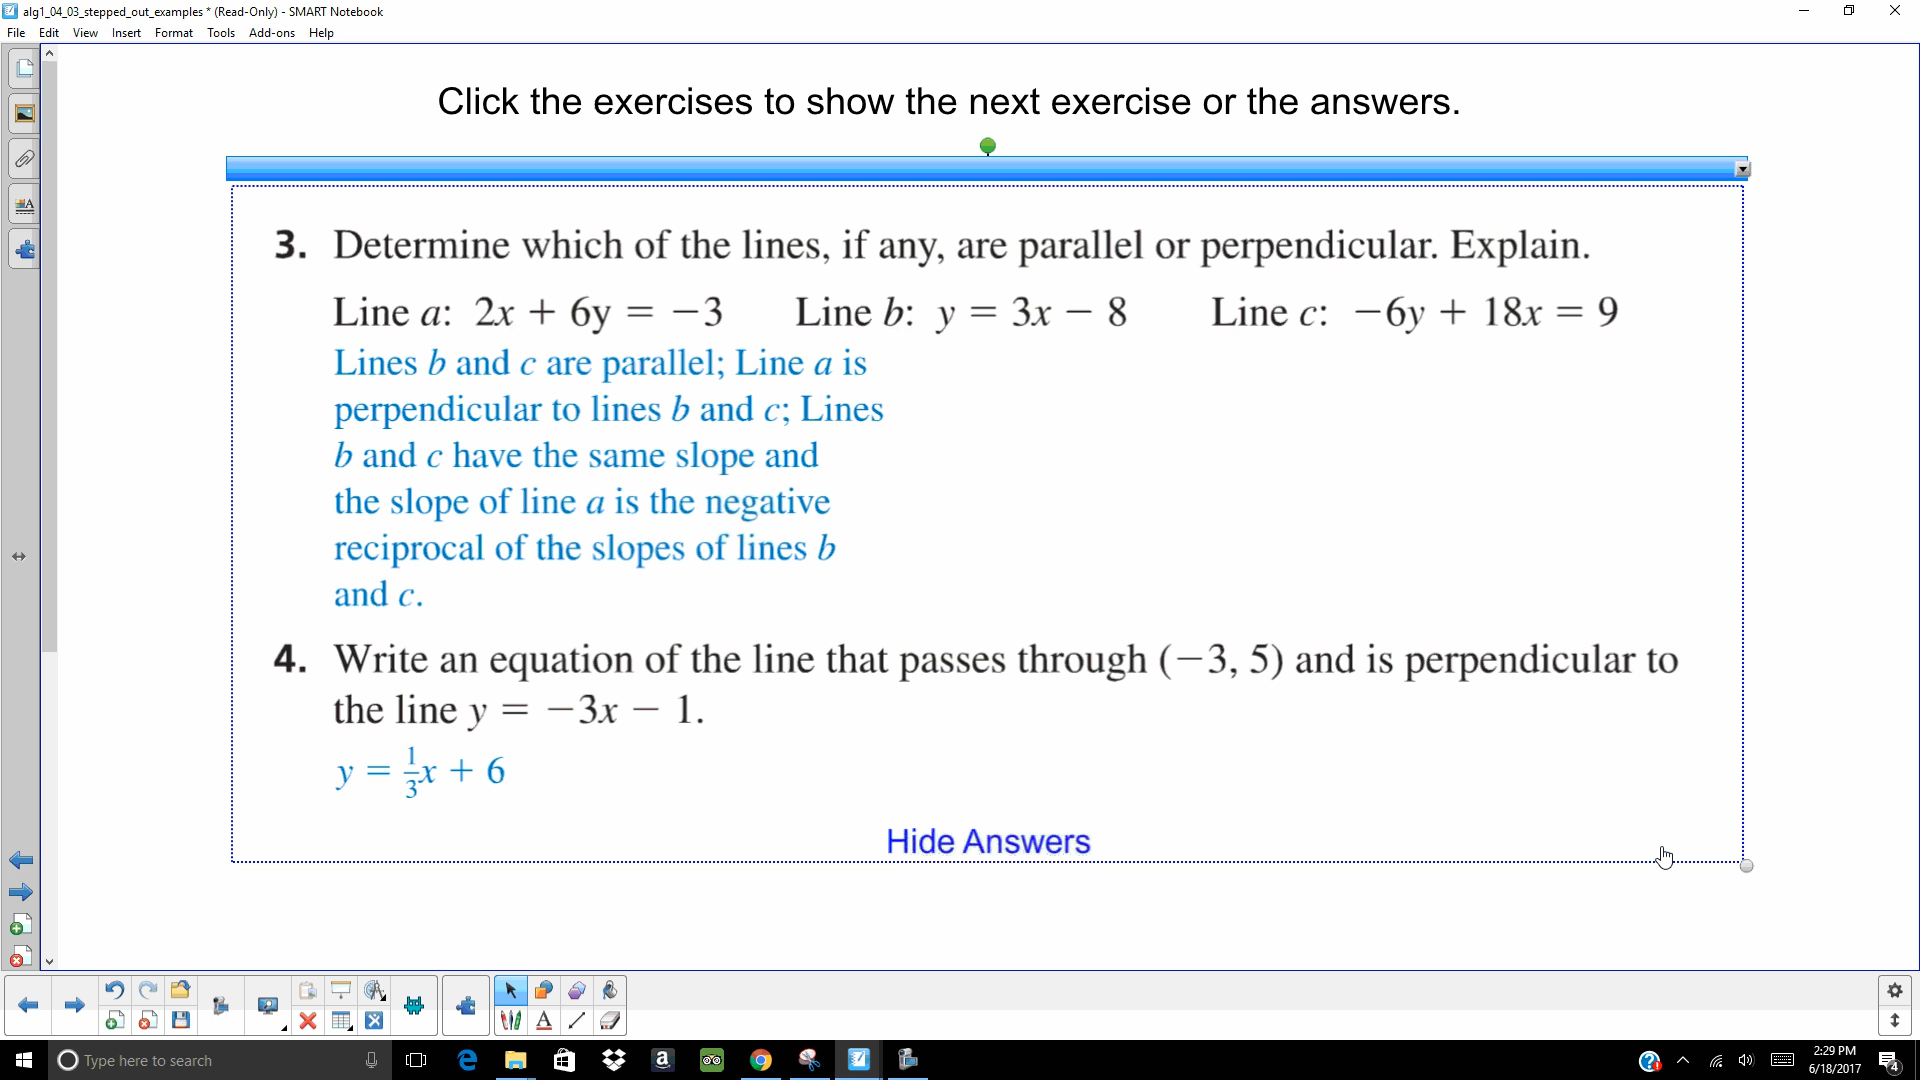 alg1_04_03_stepped_out_examples * (Read-Only) - SMART Notebook
File Edit View Insert Format Tools Add-ons Help
Click the exercises to show the next exercise or the answers.
3. Determine which of the lines, if any, are parallel or perpendicular. Explain.
Line a: 2x + 6y = −3 Line b: y = 3x − 8 Line c: −6y + 18x = 9
Lines b and c are parallel; Line a is
perpendicular to lines b and c; Lines
b and c have the same slope and
the slope of line a is the negative
reciprocal of the slopes of lines b
and c.
4. Write an equation of the line that passes through (−3, 5) and is perpendicular to
the line y = −3x − 1.
y = 1/3x + 6
Hide Answers
Type here to search
2:29 PM
6/18/2017
4